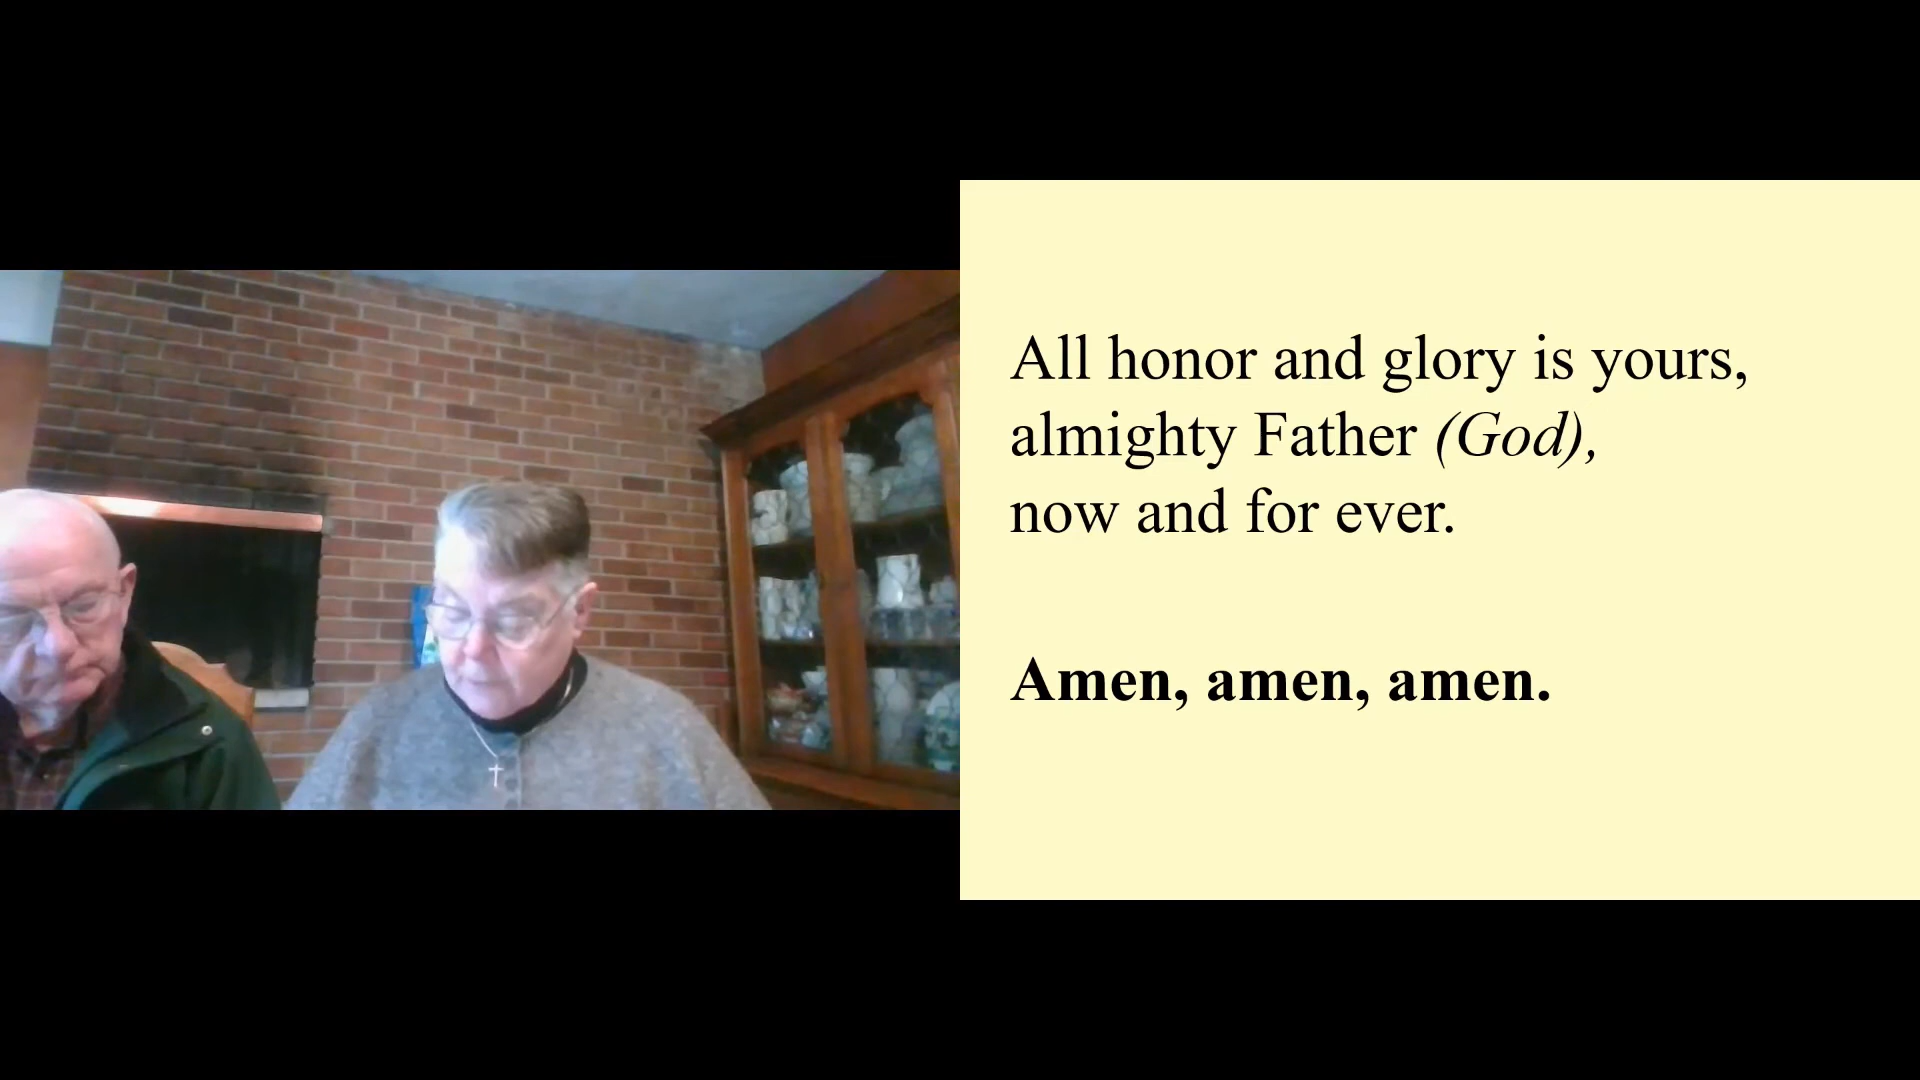 All honor and glory is yours,
almighty Father (God),
now and for ever.
Amen, amen, amen.